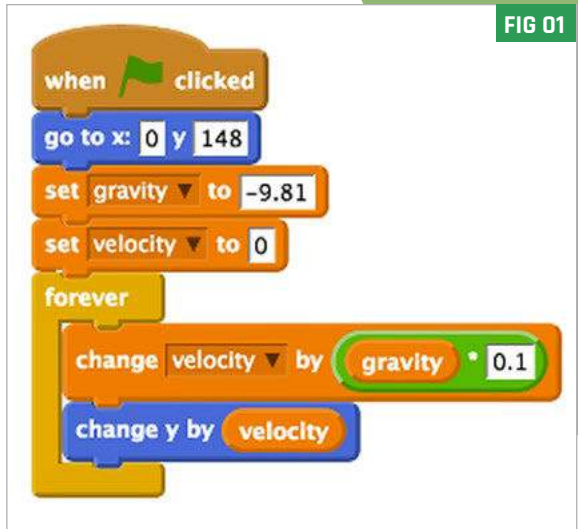 FIG 01
when clicked
go to x: 0 y 148
set gravity ▼ to -9.81
set velocity ▼ to 0
forever
change velocity ▼ by gravity * 0.1
change y by velocity